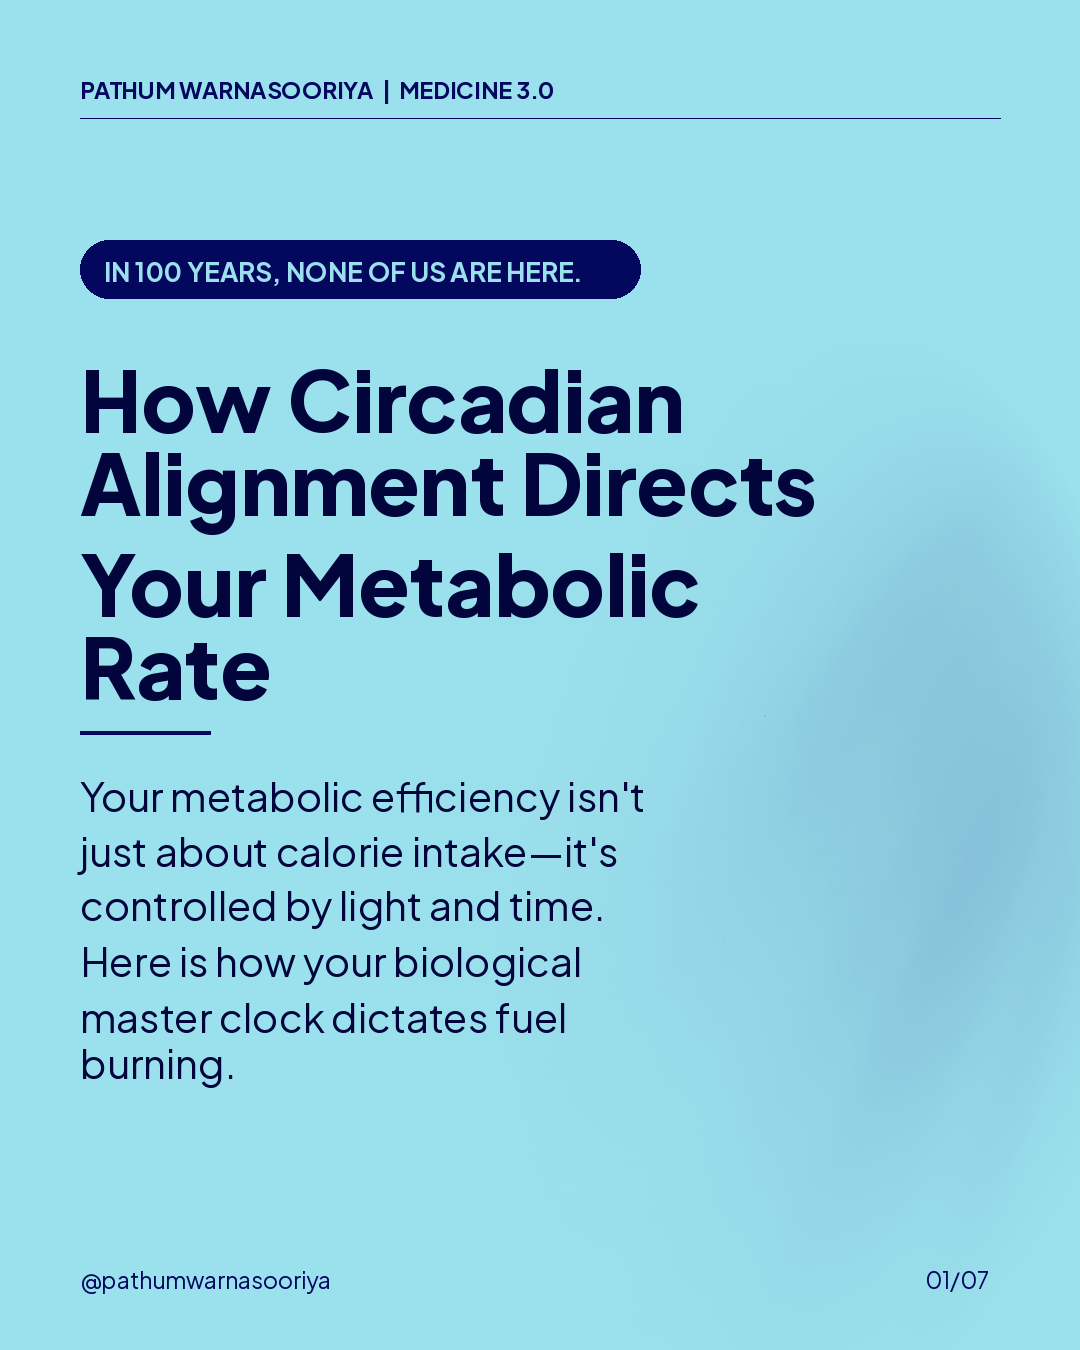 PATHUM WARNASOORIYA | MEDICINE 3.0
IN 100 YEARS, NONE OF US ARE HERE.
How Circadian
Alignment Directs
Your Metabolic
Rate
Your metabolic efficiency isn't
just about calorie intake—it's
controlled by light and time.
Here is how your biological
master clock dictates fuel
burning.
@pathumwarnasooriya
01/07